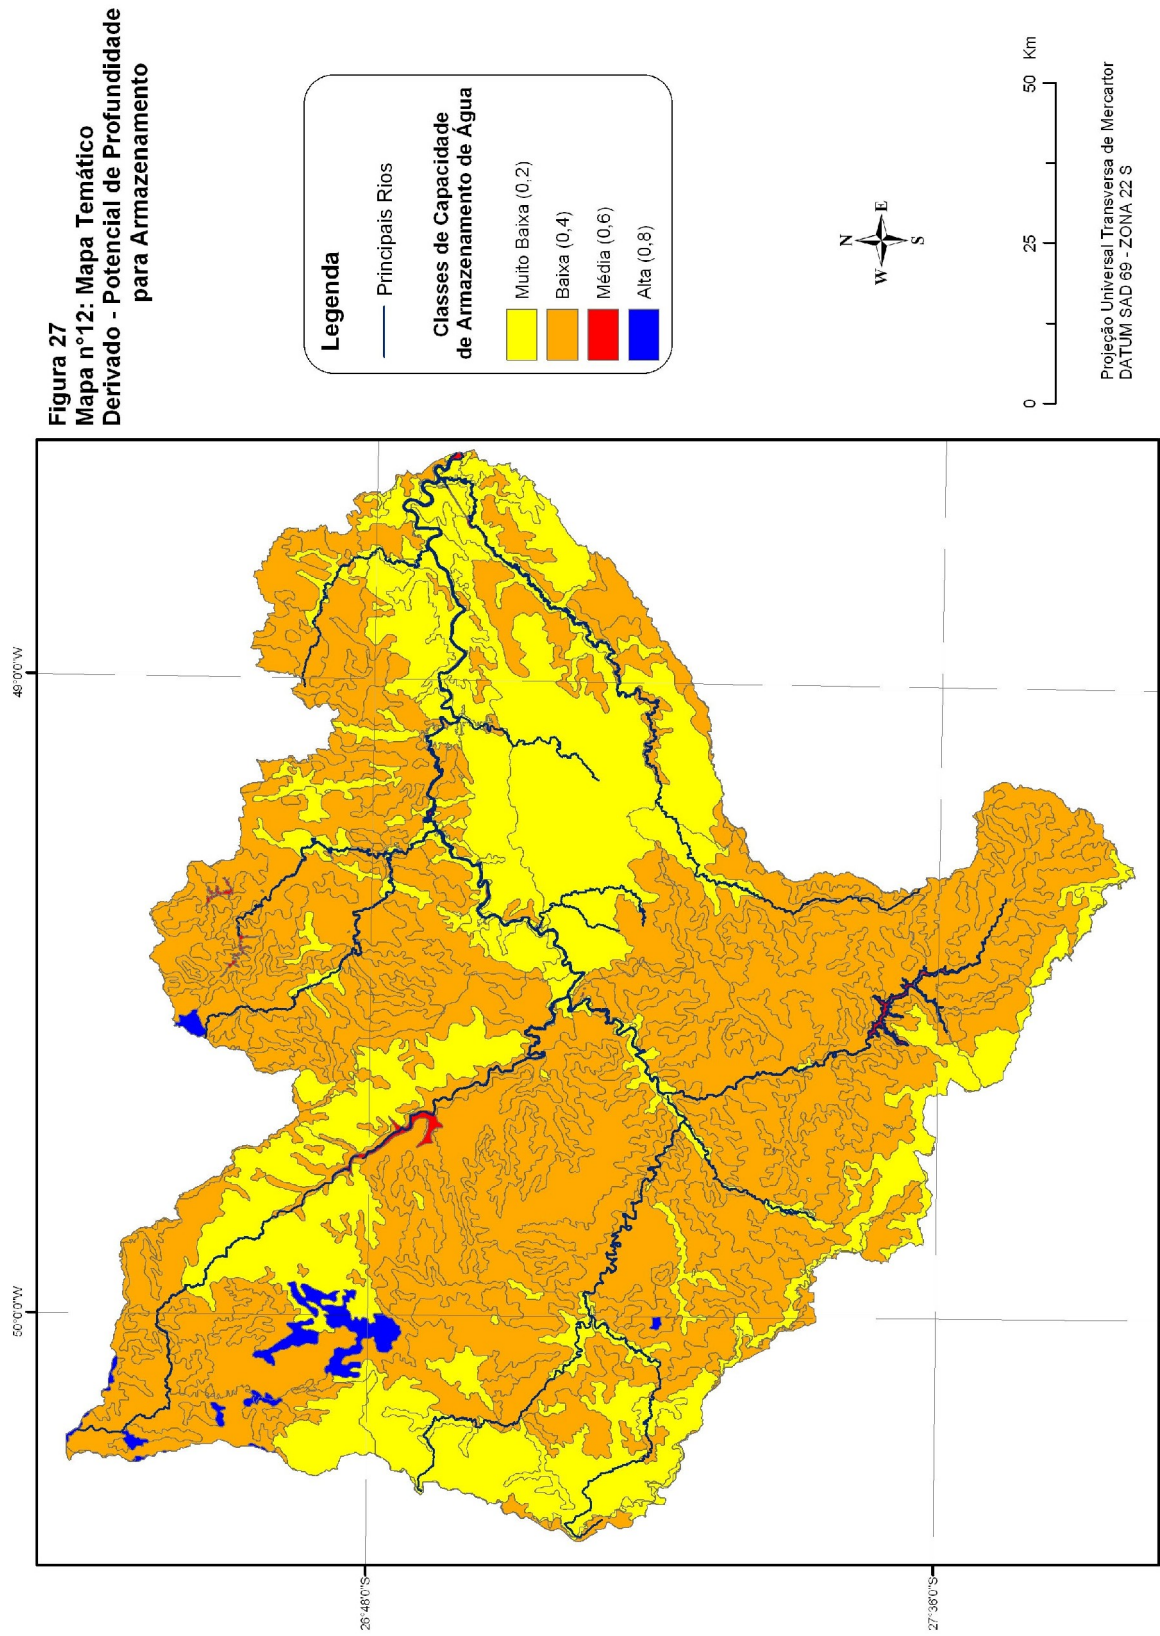 Figura 27
Mapa n°12: Mapa Temático
Derivado - Potencial de Profundidade
para Armazenamento
Legenda
Principais Rios
Classes de Capacidade
de Armazenamento de Água
Muito Baixa (0,2)
Baixa (0,4)
Média (0,6)
Alta (0,8)
N
W
E
S
0
25
50
Km
Projeção Universal Transversa de Mercartor
DATUM SAD 69 - ZONA 22 S
50°0'0"W
49°0'0"W
26°48'0"S
27°36'0"S